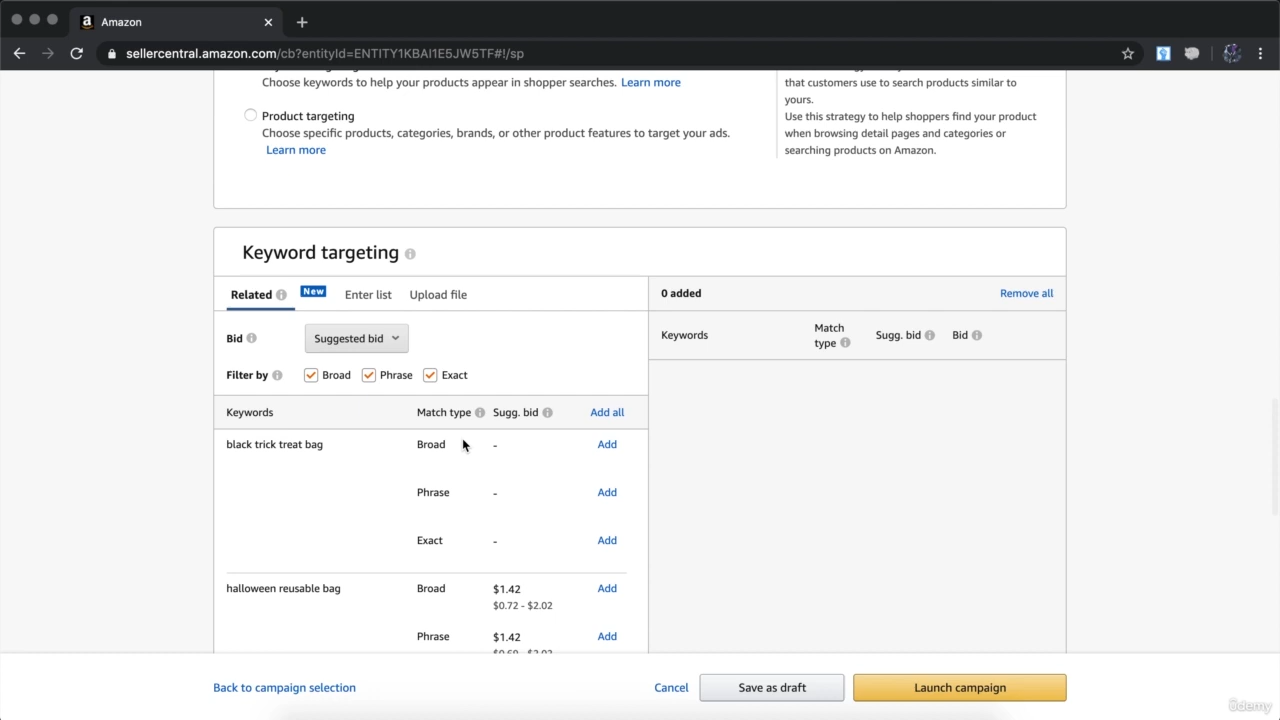 Amazon
sellercentral.amazon.com/cb?entityId=ENTITY1KBAI1E5JW5TF#!/sp
Choose keywords to help your products appear in shopper searches. Learn more
Product targeting
Choose specific products, categories, brands, or other product features to target your ads.
Learn more
that customers use to search products similar to
yours.
Use this strategy to help shoppers find your product
when browsing detail pages and categories or
searching products on Amazon.
Keyword targeting
Related New Enter list Upload file
Bid Suggested bid
Filter by Broad Phrase Exact
Keywords Match type Sugg. bid Add all
black trick treat bag Broad - Add
Phrase - Add
Exact - Add
halloween reusable bag Broad $1.42 Add
$0.72 - $2.02
Phrase $1.42 Add
0 added Remove all
Keywords Match type Sugg. bid Bid
Back to campaign selection Cancel Save as draft Launch campaign
ûdemy